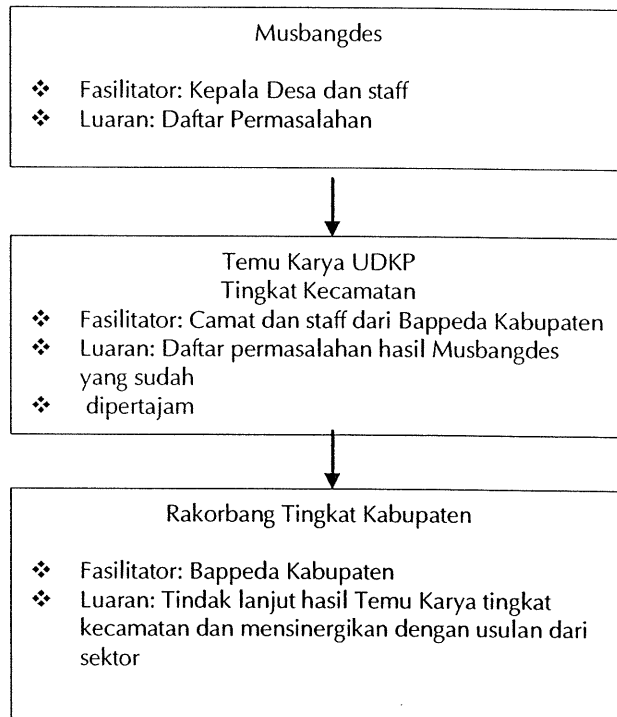 Musbangdes
❖ Fasilitator: Kepala Desa dan staff
❖ Luaran: Daftar Permasalahan
Temu Karya UDKP
Tingkat Kecamatan
❖ Fasilitator: Camat dan staff dari Bappeda Kabupaten
❖ Luaran: Daftar permasalahan hasil Musbangdes
yang sudah
❖ dipertajam
Rakorbang Tingkat Kabupaten
❖ Fasilitator: Bappeda Kabupaten
❖ Luaran: Tindak lanjut hasil Temu Karya tingkat
kecamatan dan mensinergikan dengan usulan dari
sektor